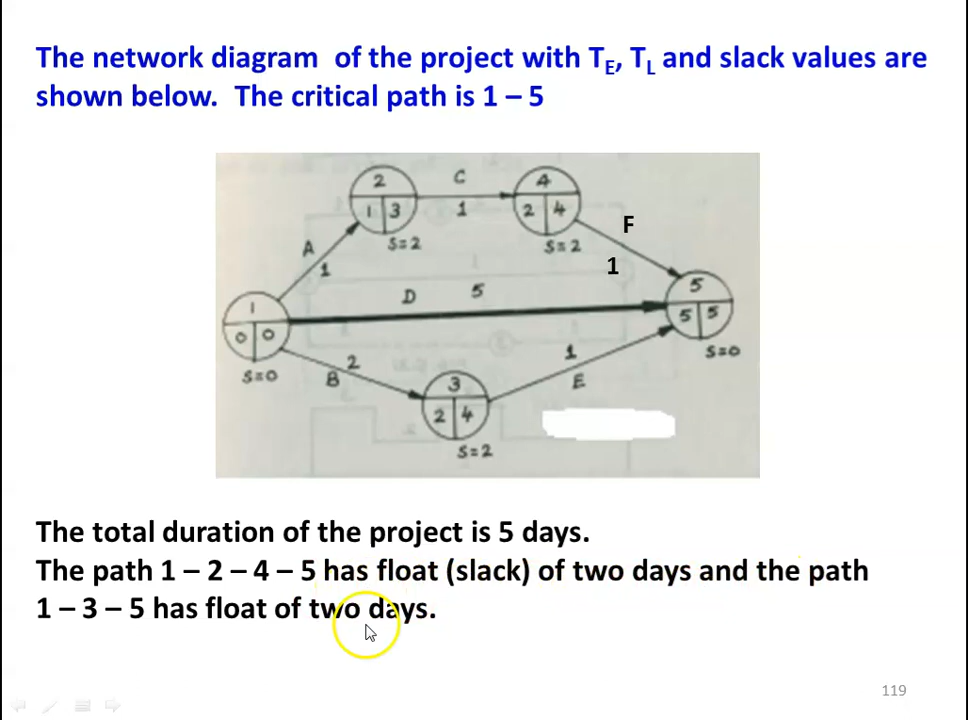 The network diagram of the project with TE, TL and slack values are
shown below. The critical path is 1 – 5
2
C
4
1 3
1
2 4
F
A
S=2
S=2
1
1
5
D
5
1
5 5
0 0
2
1
S=0
S=0
B
3
E
2 4
S=2
The total duration of the project is 5 days.
The path 1 – 2 – 4 – 5 has float (slack) of two days and the path
1 – 3 – 5 has float of two days.
119